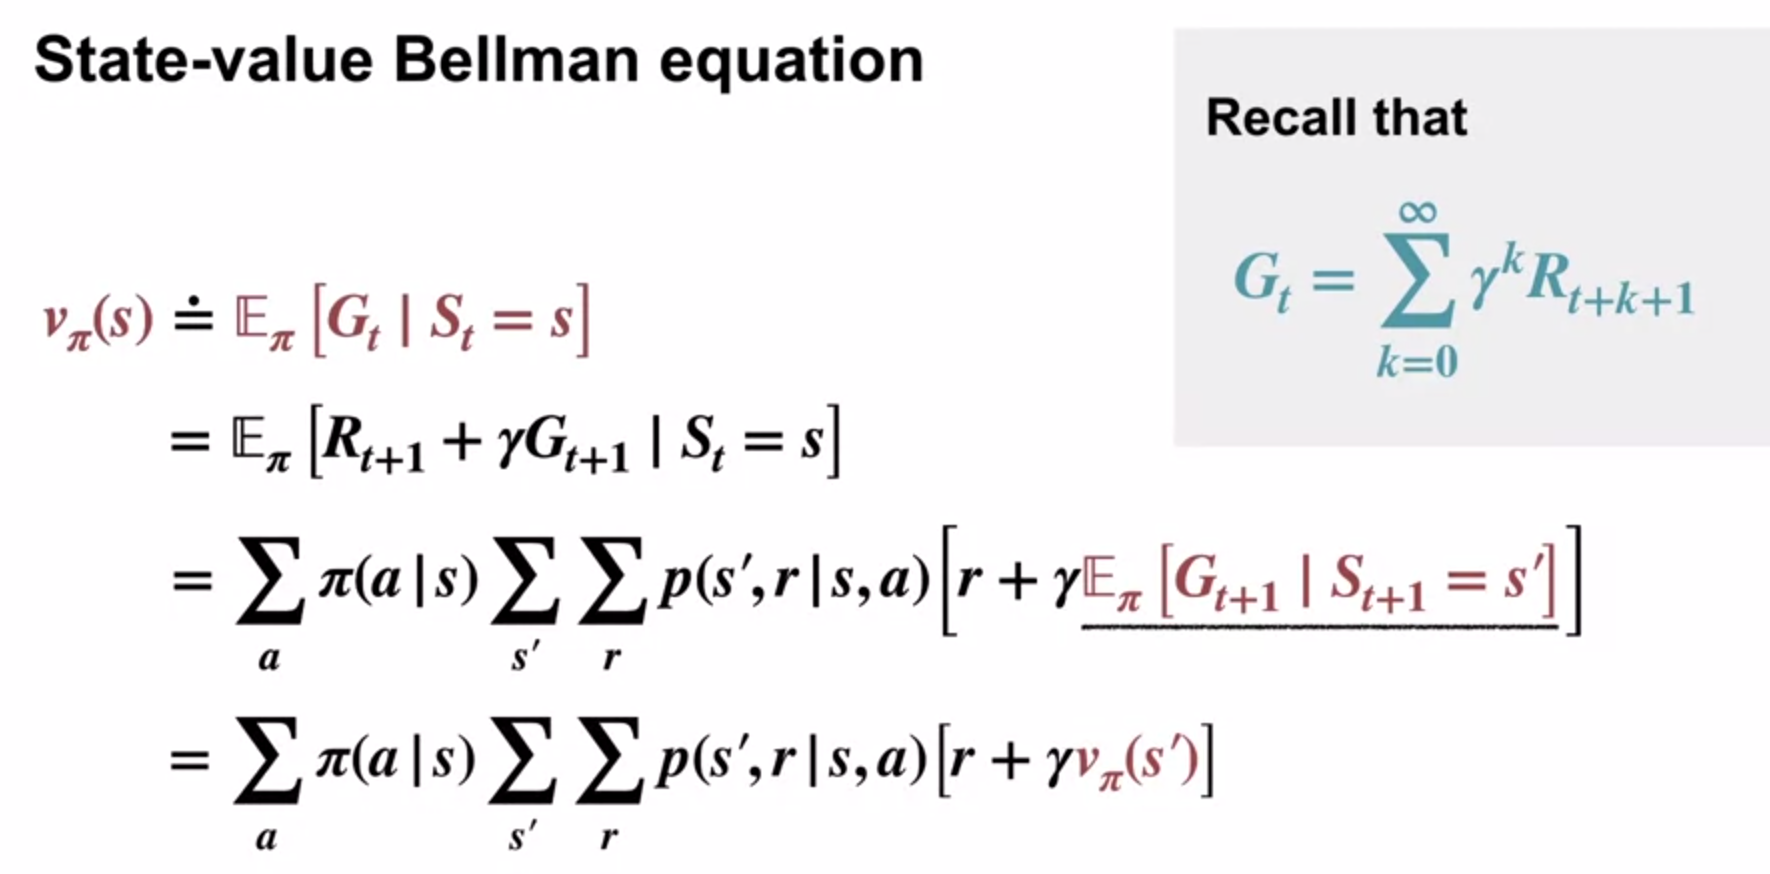 State-value Bellman equation
Recall that
G_t = ∑_{k=0}^{∞} γ^k R_{t+k+1}
v_π(s) ≐ 𝔼_π [G_t | S_t = s]
= 𝔼_π [R_{t+1} + γG_{t+1} | S_t = s]
= ∑_a π(a|s) ∑_{s′} ∑_r p(s′, r|s, a) [r + γ𝔼_π [G_{t+1} | S_{t+1} = s′]]
= ∑_a π(a|s) ∑_{s′} ∑_r p(s′, r|s, a) [r + γv_π(s′)]